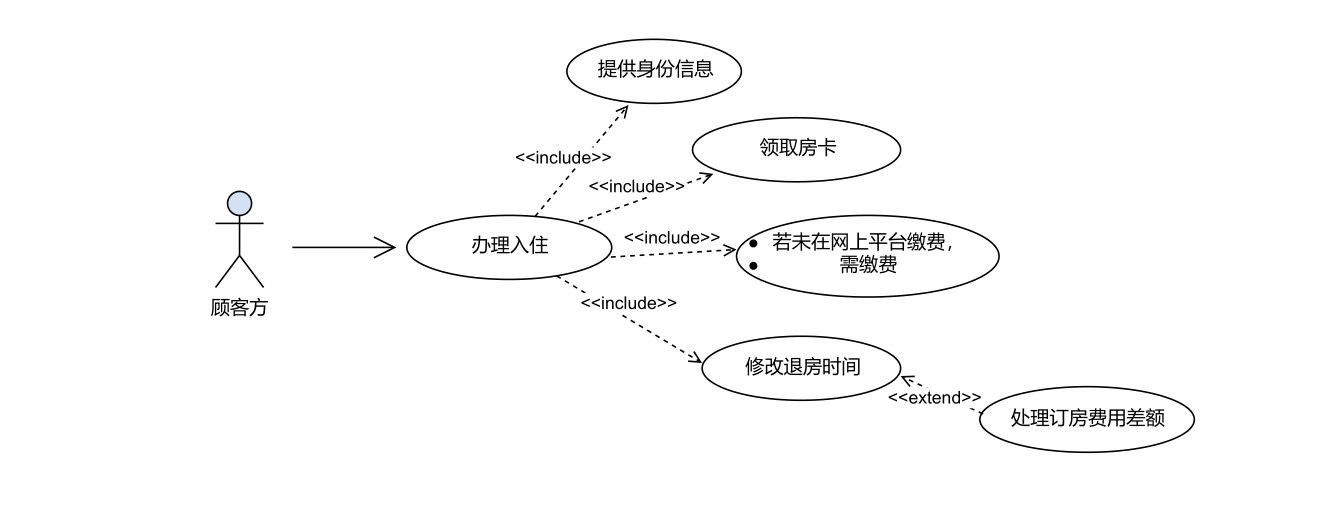 提供身份信息
<<include>>
领取房卡
<<include>>
办理入住
<<include>>
• 若未在网上平台缴费，
• 需缴费
顾客方
<<include>>
修改退房时间
<<extend>>
处理订房费用差额